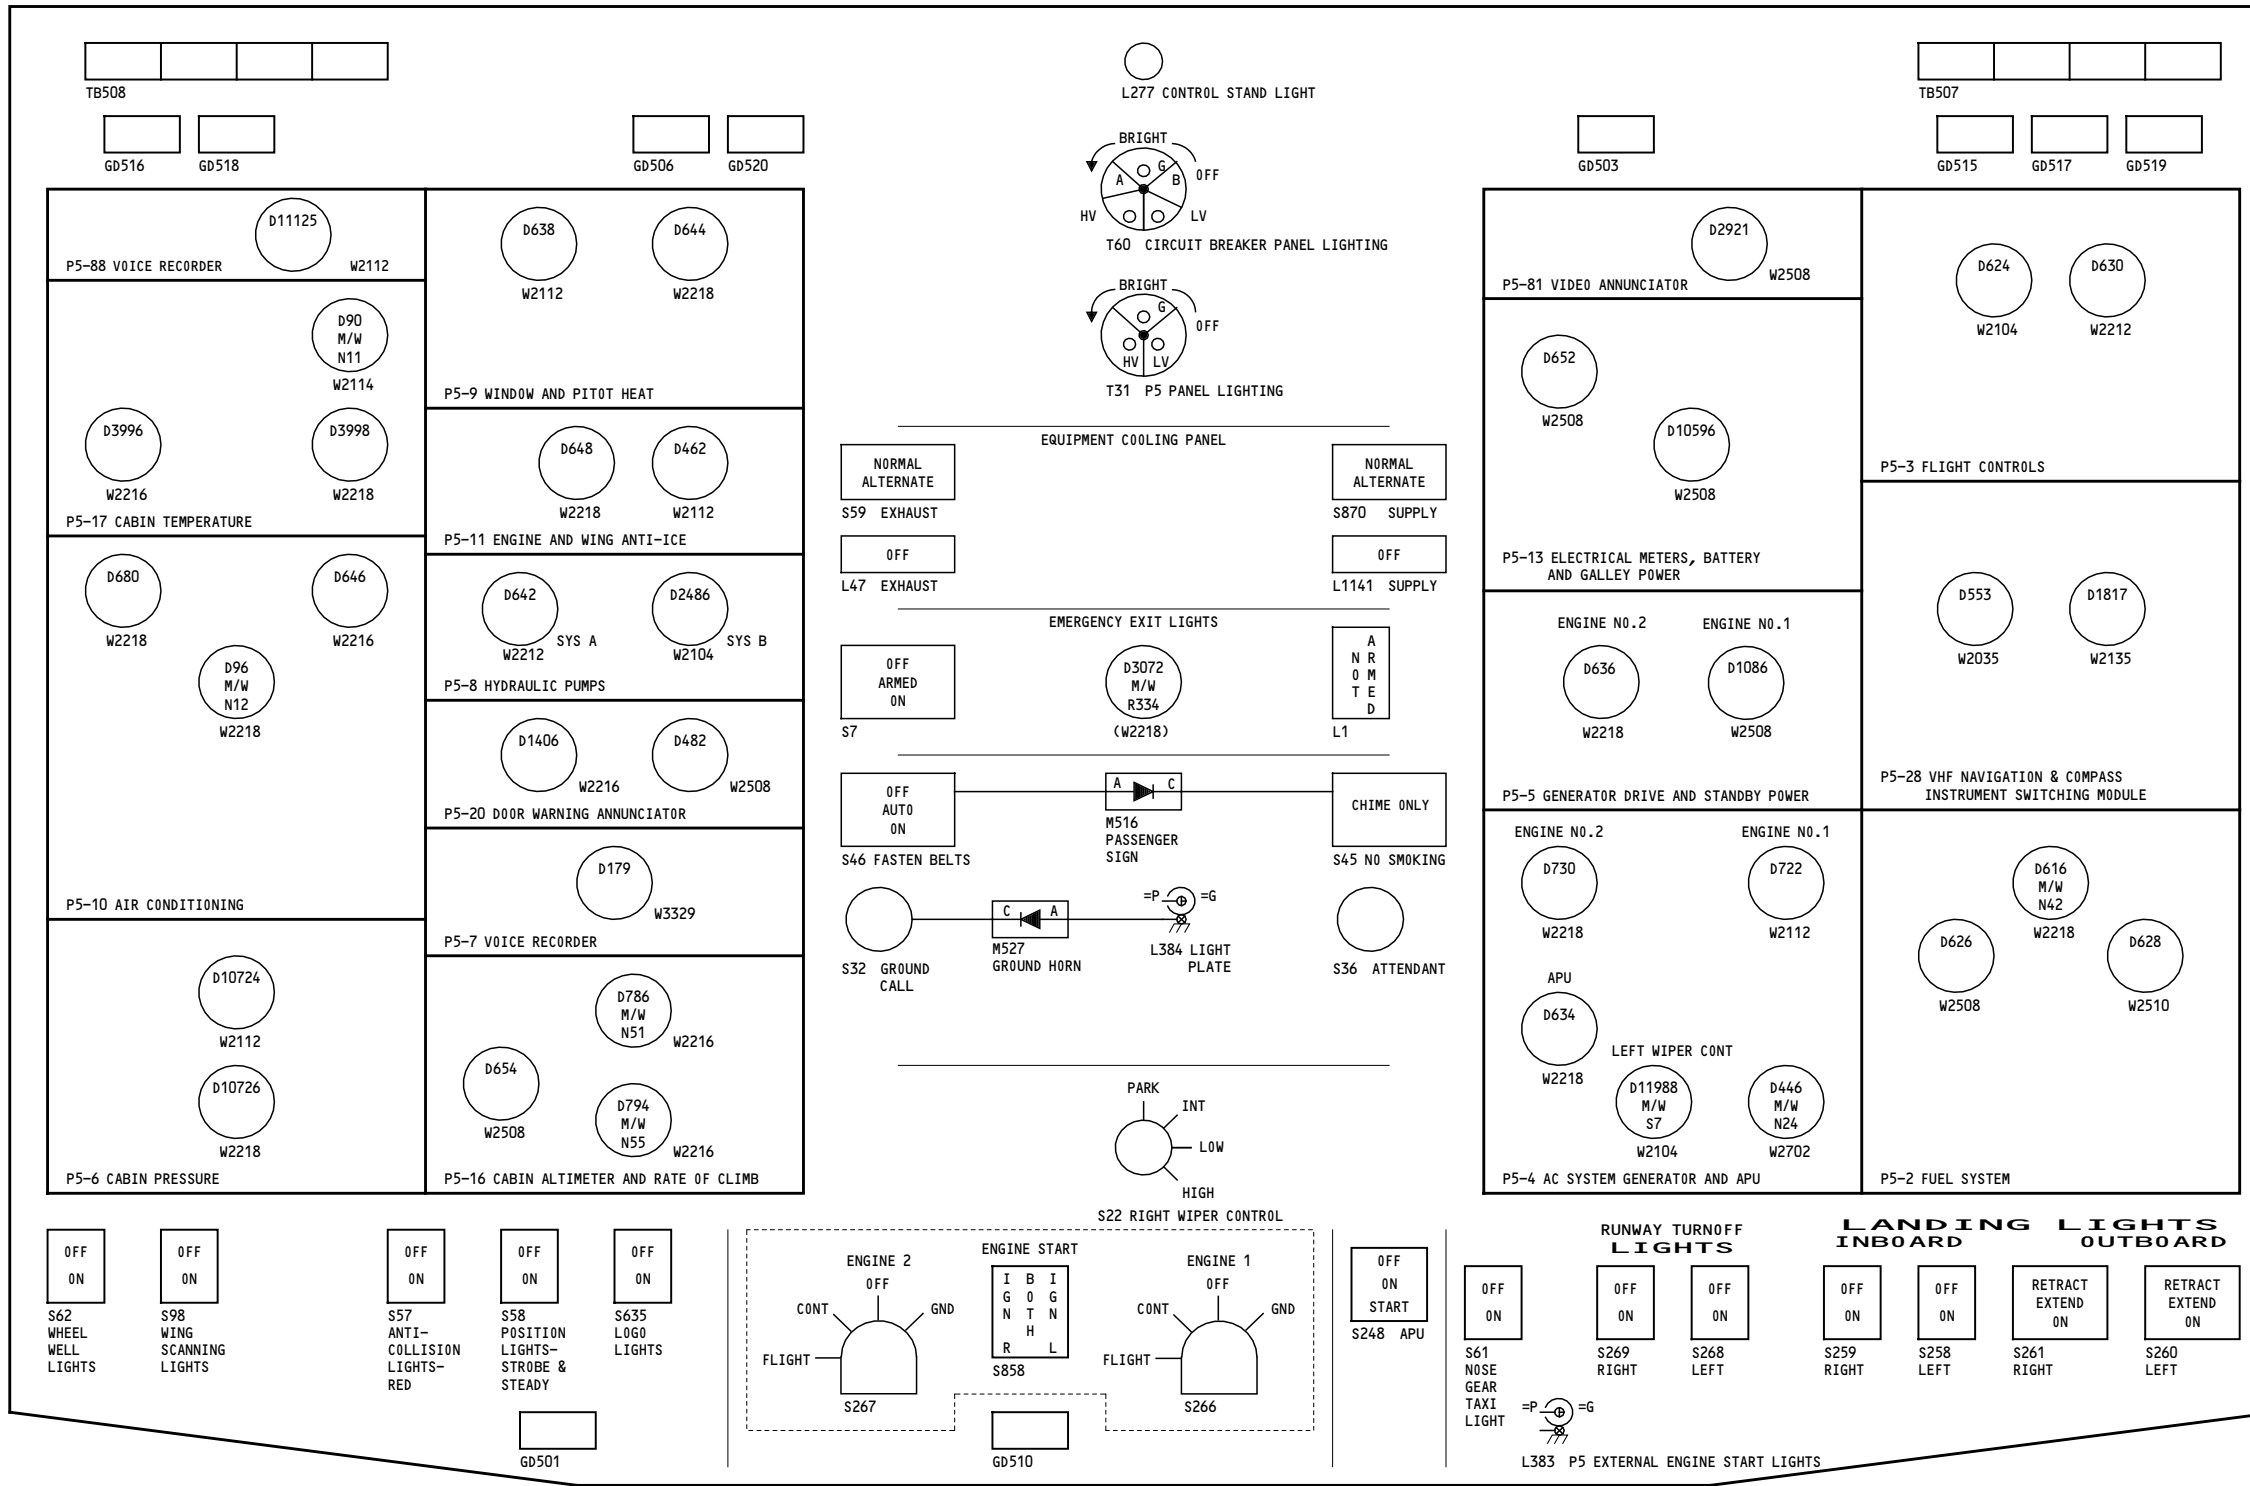 TB508
GD516
GD518
GD506
GD520
D11125
P5-88 VOICE RECORDER
W2112
D90
M/W
N11
W2114
D3996
W2216
D3998
W2218
P5-17 CABIN TEMPERATURE
D680
W2218
D646
W2216
D96
M/W
N12
W2218
P5-10 AIR CONDITIONING
D10724
W2112
D10726
W2218
P5-6 CABIN PRESSURE
D638
W2112
D644
W2218
P5-9 WINDOW AND PITOT HEAT
D648
W2218
D462
W2112
P5-11 ENGINE AND WING ANTI-ICE
D642
W2212
SYS A
D2486
W2104
SYS B
P5-8 HYDRAULIC PUMPS
D1406
W2216
D482
W2508
P5-20 DOOR WARNING ANNUNCIATOR
D179
W3329
P5-7 VOICE RECORDER
D786
M/W
N51
W2216
D654
W2508
D794
M/W
N55
W2216
P5-16 CABIN ALTIMETER AND RATE OF CLIMB
L277 CONTROL STAND LIGHT
BRIGHT
OFF
A
G
B
HV
LV
T60 CIRCUIT BREAKER PANEL LIGHTING
BRIGHT
OFF
G
HV
LV
T31 P5 PANEL LIGHTING
EQUIPMENT COOLING PANEL
NORMAL
ALTERNATE
S59 EXHAUST
NORMAL
ALTERNATE
S870 SUPPLY
OFF
L47 EXHAUST
OFF
L1141 SUPPLY
EMERGENCY EXIT LIGHTS
OFF
ARMED
ON
S7
D3072
M/W
R334
(W2218)
NOT
ARMED
L1
OFF
AUTO
ON
S46 FASTEN BELTS
A
C
M516
PASSENGER
SIGN
CHIME ONLY
S45 NO SMOKING
S32 GROUND
CALL
C
A
M527
GROUND HORN
=P
=G
L384 LIGHT
PLATE
S36 ATTENDANT
PARK
INT
LOW
HIGH
S22 RIGHT WIPER CONTROL
TB507
GD503
GD515
GD517
GD519
D2921
W2508
P5-81 VIDEO ANNUNCIATOR
D652
W2508
D10596
W2508
P5-13 ELECTRICAL METERS, BATTERY
AND GALLEY POWER
ENGINE NO.2
D636
W2218
ENGINE NO.1
D1086
W2508
P5-5 GENERATOR DRIVE AND STANDBY POWER
ENGINE NO.2
D730
W2218
ENGINE NO.1
D722
W2112
APU
D634
W2218
LEFT WIPER CONT
D11988
M/W
S7
W2104
D446
M/W
N24
W2702
P5-4 AC SYSTEM GENERATOR AND APU
D624
W2104
D630
W2212
P5-3 FLIGHT CONTROLS
D553
W2035
D1817
W2135
P5-28 VHF NAVIGATION & COMPASS
INSTRUMENT SWITCHING MODULE
D616
M/W
N42
W2218
D626
W2508
D628
W2510
P5-2 FUEL SYSTEM
OFF
ON
S62
WHEEL
WELL
LIGHTS
OFF
ON
S98
WING
SCANNING
LIGHTS
OFF
ON
S57
ANTI-
COLLISION
LIGHTS-
RED
OFF
ON
S58
POSITION
LIGHTS-
STROBE &
STEADY
OFF
ON
S635
LOGO
LIGHTS
GD501
ENGINE 2
OFF
CONT
GND
FLIGHT
S267
ENGINE START
IGN R
BOTH
IGN L
S858
ENGINE 1
OFF
CONT
GND
FLIGHT
S266
GD510
OFF
ON
START
S248 APU
OFF
ON
S61
NOSE
GEAR
TAXI
LIGHT
RUNWAY TURNOFF
LIGHTS
OFF
ON
S269
RIGHT
OFF
ON
S268
LEFT
LANDING LIGHTS
INBOARD
OUTBOARD
OFF
ON
S259
RIGHT
OFF
ON
S258
LEFT
RETRACT
EXTEND
ON
S261
RIGHT
RETRACT
EXTEND
ON
S260
LEFT
=P
=G
L383 P5 EXTERNAL ENGINE START LIGHTS